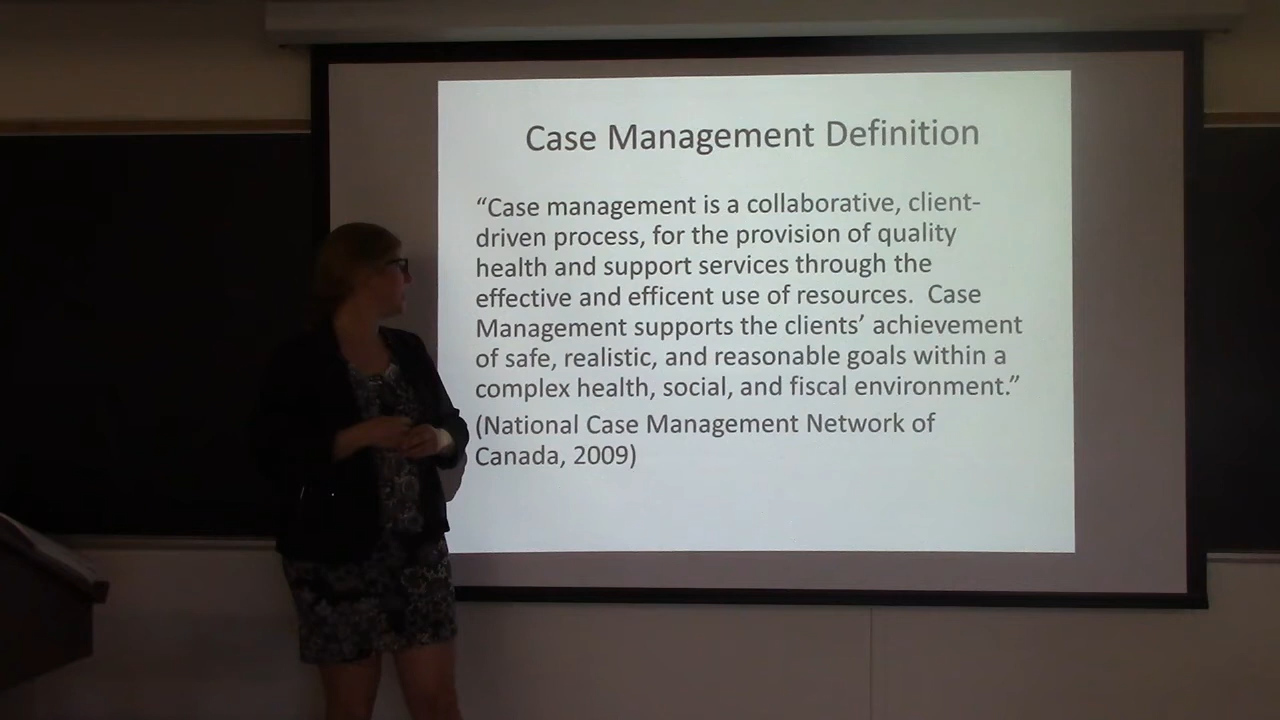 Case Management Definition
“Case management is a collaborative, client-
driven process, for the provision of quality
health and support services through the
effective and efficent use of resources.  Case
Management supports the clients’ achievement
of safe, realistic, and reasonable goals within a
complex health, social, and fiscal environment.”
(National Case Management Network of
Canada, 2009)